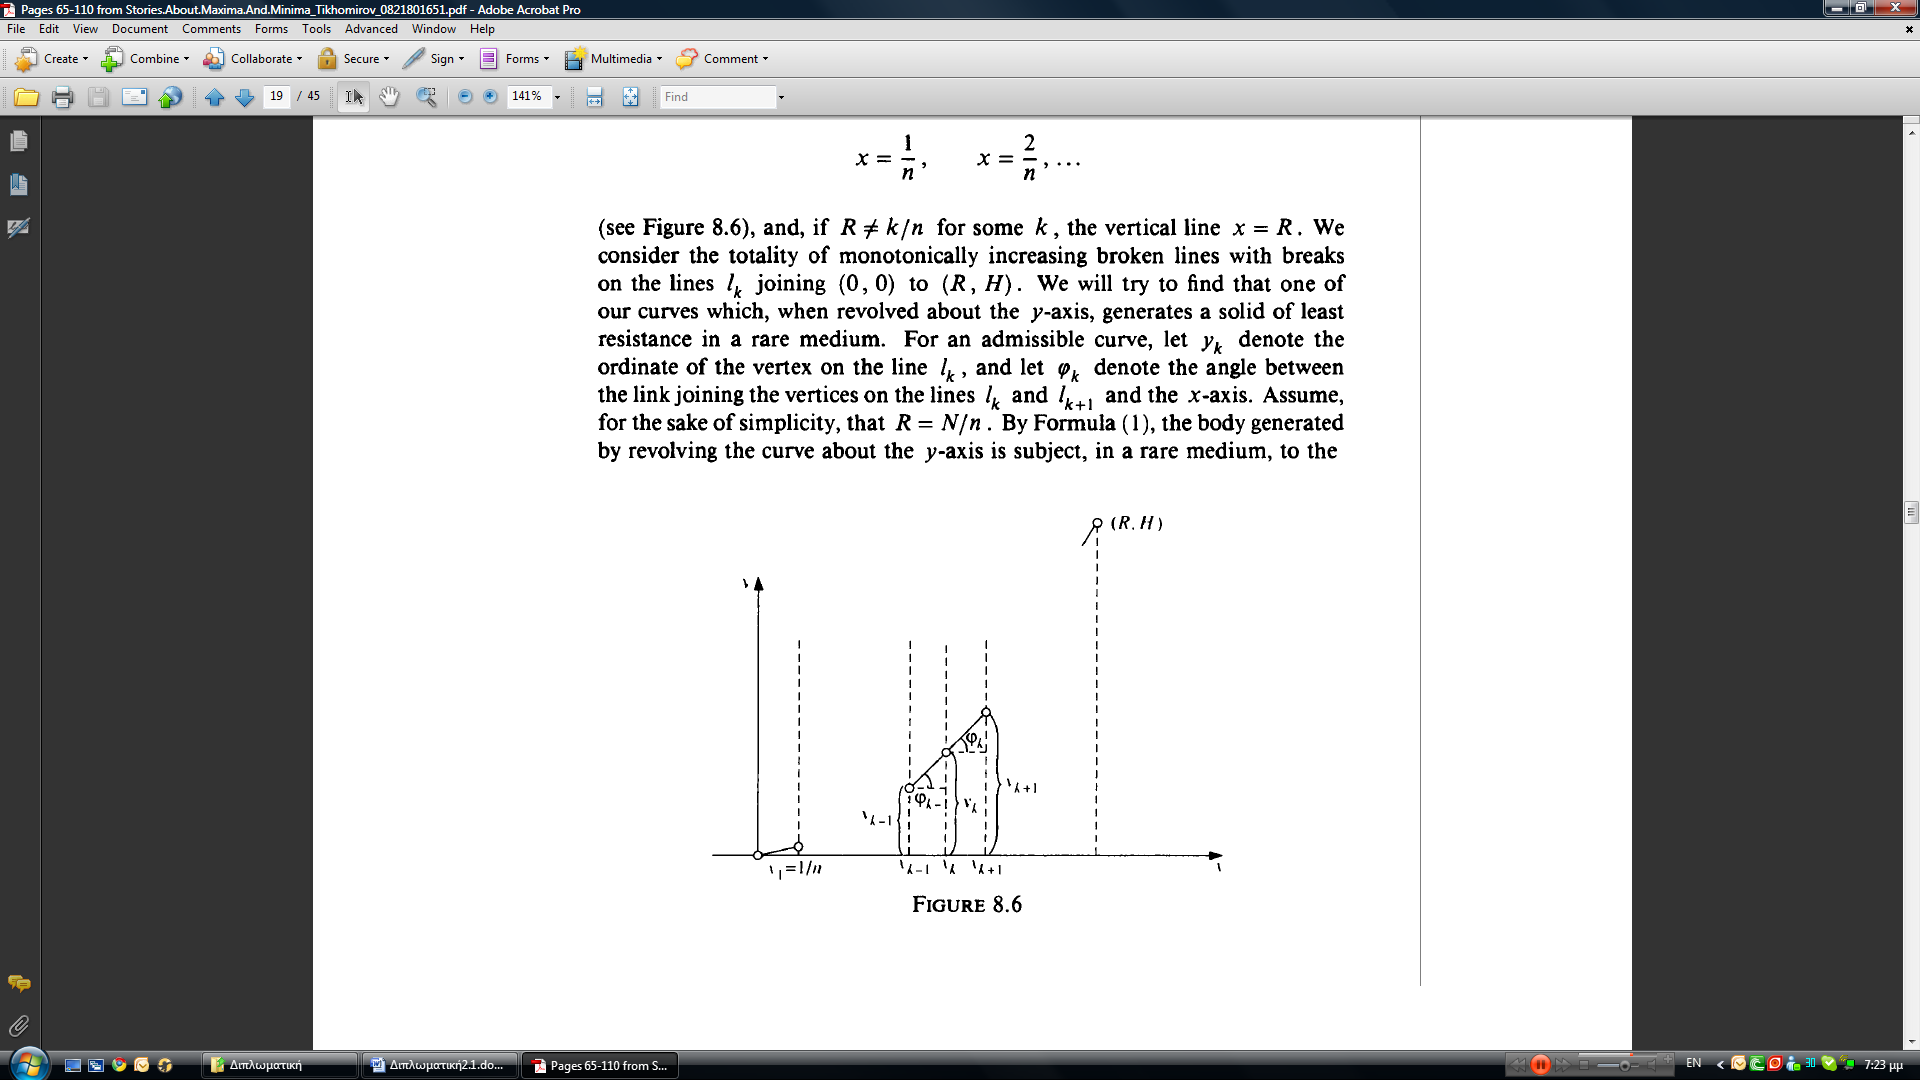 Pages 65-110 from Stories.About.Maxima.And.Minima_Tikhomirov_0821801651.pdf - Adobe Acrobat Pro
File Edit View Document Comments Forms Tools Advanced Window Help
Create Combine Collaborate Secure Sign Forms Multimedia Comment
19 / 45 141% Find
x = 1/n, x = 2/n, ...
(see Figure 8.6), and, if R ≠ k/n for some k, the vertical line x = R. We
consider the totality of monotonically increasing broken lines with breaks
on the lines l_k joining (0, 0) to (R, H). We will try to find that one of
our curves which, when revolved about the y-axis, generates a solid of least
resistance in a rare medium. For an admissible curve, let y_k denote the
ordinate of the vertex on the line l_k, and let φ_k denote the angle between
the link joining the vertices on the lines l_k and l_{k+1} and the x-axis. Assume,
for the sake of simplicity, that R = N/n. By Formula (1), the body generated
by revolving the curve about the y-axis is subject, in a rare medium, to the
(R, H)
φ_k
FIGURE 8.6
Διπλωματική Διπλωματική2.1.do... Pages 65-110 from S... EN 30 7:23 μμ